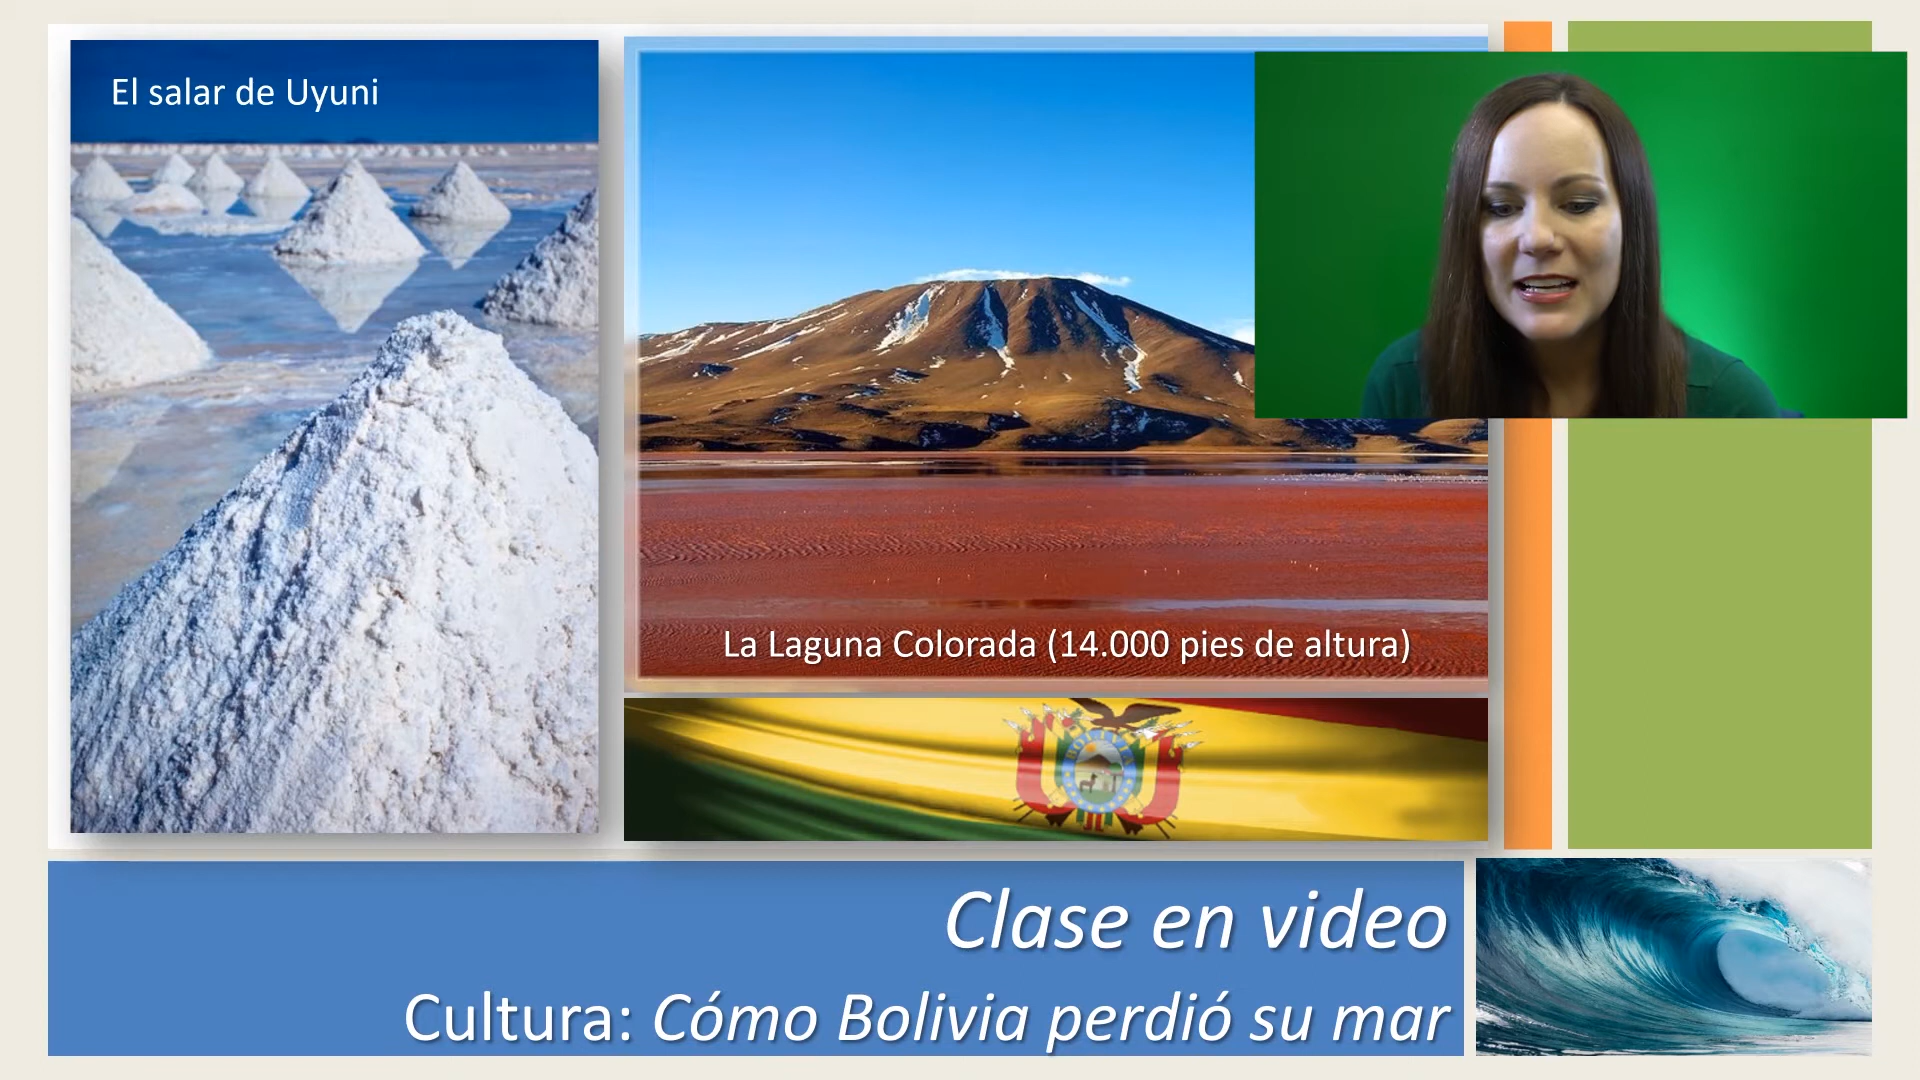 El salar de Uyuni
La Laguna Colorada (14.000 pies de altura)
BOLIVIA
Clase en video
Cultura: Cómo Bolivia perdió su mar